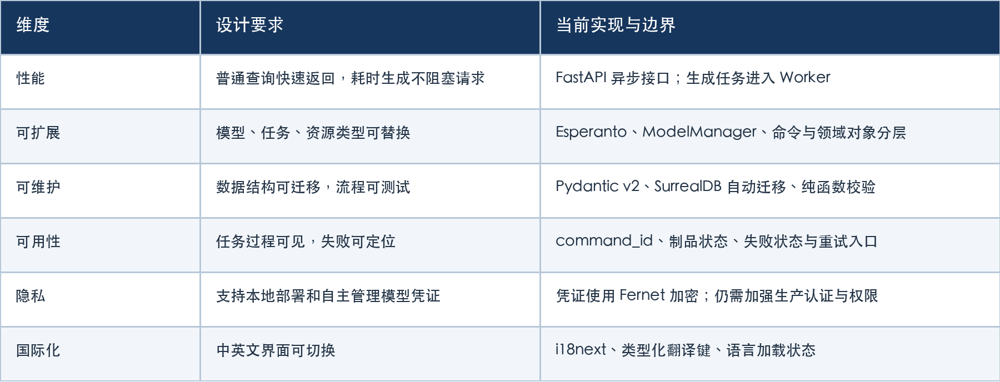 维度
设计要求
当前实现与边界
性能
普通查询快速返回，耗时生成不阻塞请求
FastAPI 异步接口；生成任务进入 Worker
可扩展
模型、任务、资源类型可替换
Esperanto、ModelManager、命令与领域对象分层
可维护
数据结构可迁移，流程可测试
Pydantic v2、SurrealDB 自动迁移、纯函数校验
可用性
任务过程可见，失败可定位
command_id、制品状态、失败状态与重试入口
隐私
支持本地部署和自主管理模型凭证
凭证使用 Fernet 加密；仍需加强生产认证与权限
国际化
中英文界面可切换
i18next、类型化翻译键、语言加载状态